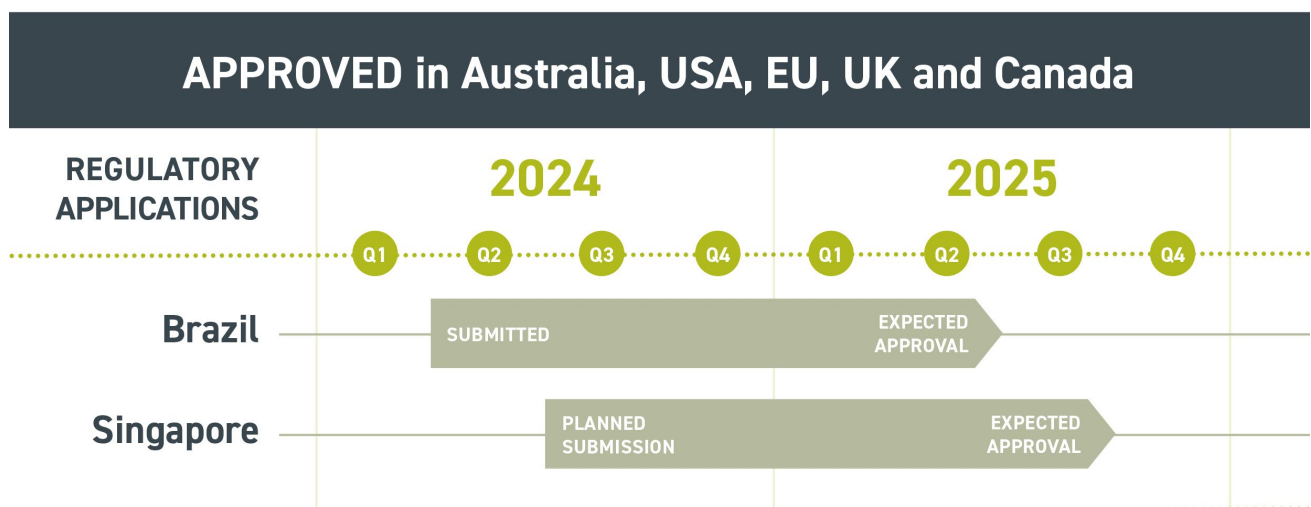 APPROVED in Australia, USA, EU, UK and Canada
REGULATORY
APPLICATIONS
2024
2025
Q1 Q2 Q3 Q4 Q1 Q2 Q3 Q4
Brazil
SUBMITTED
EXPECTED
APPROVAL
Singapore
PLANNED
SUBMISSION
EXPECTED
APPROVAL